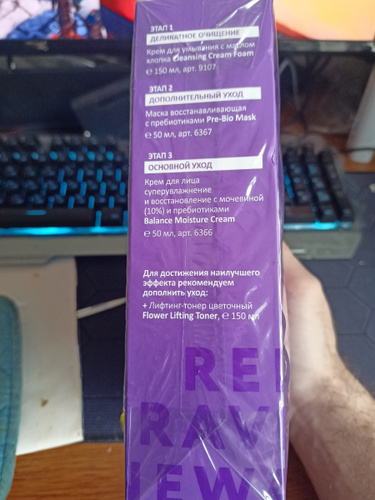 ЭТАП 1
ДЕЛИКАТНОЕ ОЧИЩЕНИЕ
Крем для умывания с маслом
хлопка Cleansing Cream Foam
℮ 150 мл, арт. 9107
ЭТАП 2
ДОПОЛНИТЕЛЬНЫЙ УХОД
Маска восстанавливающая
с пребиотиками Pre-Bio Mask
℮ 50 мл, арт. 6367
ЭТАП 3
ОСНОВНОЙ УХОД
Крем для лица
суперувлажнение
и восстановление с мочевиной
(10%) и пребиотиками
Balance Moisture Cream
℮ 50 мл, арт. 6366
Для достижения наилучшего
эффекта рекомендуем
дополнить уход:
+ Лифтинг-тонер цветочный
Flower Lifting Toner, ℮ 150 мл
REI
RAV
IEW